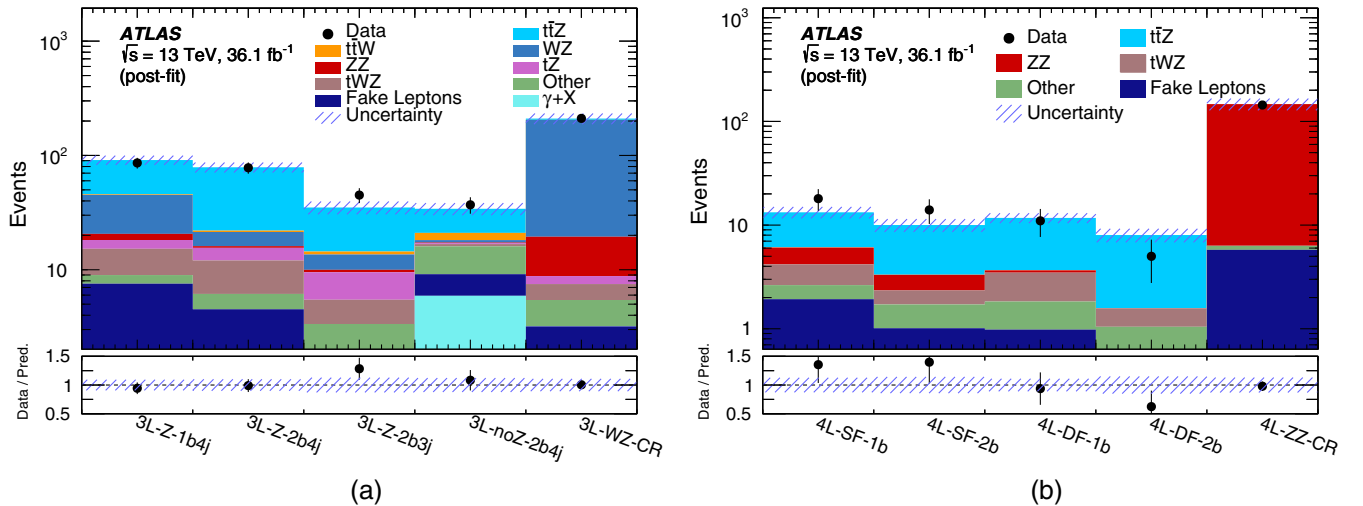 ATLAS
√s = 13 TeV, 36.1 fb⁻¹
(post-fit)
Data
tt̄Z
tt̄W
WZ
ZZ
tZ
tWZ
Other
Fake Leptons
γ+X
Uncertainty
Events
10³
10²
10
Data / Pred.
1.5
1
0.5
3L-Z-1b4j
3L-Z-2b4j
3L-Z-2b3j
3L-noZ-2b4j
3L-WZ-CR
(a)
ATLAS
√s = 13 TeV, 36.1 fb⁻¹
(post-fit)
Data
tt̄Z
ZZ
tWZ
Other
Fake Leptons
Uncertainty
Events
10³
10²
10
1
Data / Pred.
1.5
1
0.5
4L-SF-1b
4L-SF-2b
4L-DF-1b
4L-DF-2b
4L-ZZ-CR
(b)